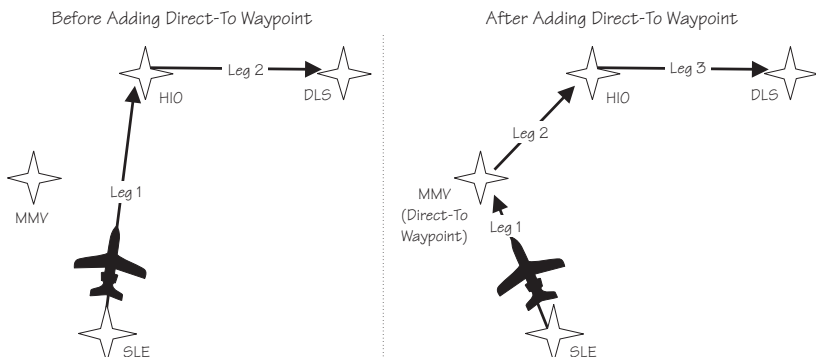 Before Adding Direct-To Waypoint
Leg 2
HIO
DLS
Leg 1
MMV
SLE
After Adding Direct-To Waypoint
Leg 3
HIO
DLS
Leg 2
MMV
(Direct-To
Waypoint)
Leg 1
SLE